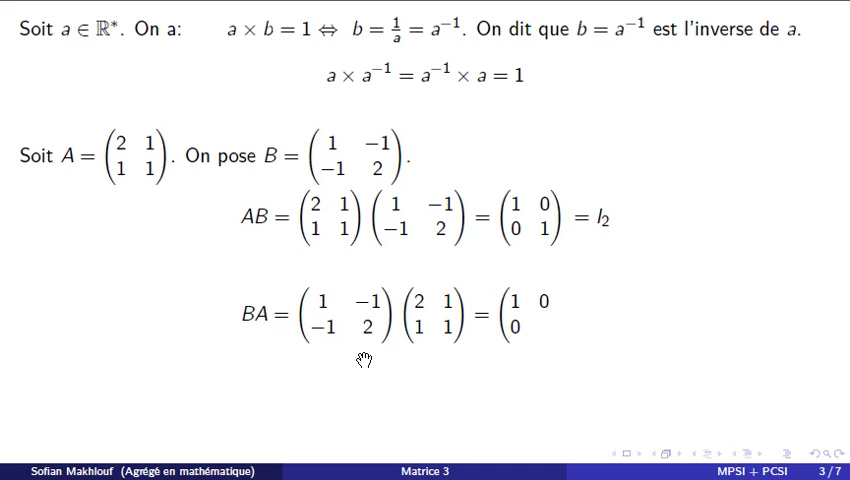 Soit a ∈ ℝ*. On a: a × b = 1 ⇔ b = 1/a = a⁻¹. On dit que b = a⁻¹ est l'inverse de a.
a × a⁻¹ = a⁻¹ × a = 1
Soit A = (2 1 ; 1 1). On pose B = (1 −1 ; −1 2).
AB = (2 1 ; 1 1) (1 −1 ; −1 2) = (1 0 ; 0 1) = I₂
BA = (1 −1 ; −1 2) (2 1 ; 1 1) = (1 0 ; 0
Sofian Makhlouf (Agrégé en mathématique) Matrice 3 MPSI + PCSI 3/7